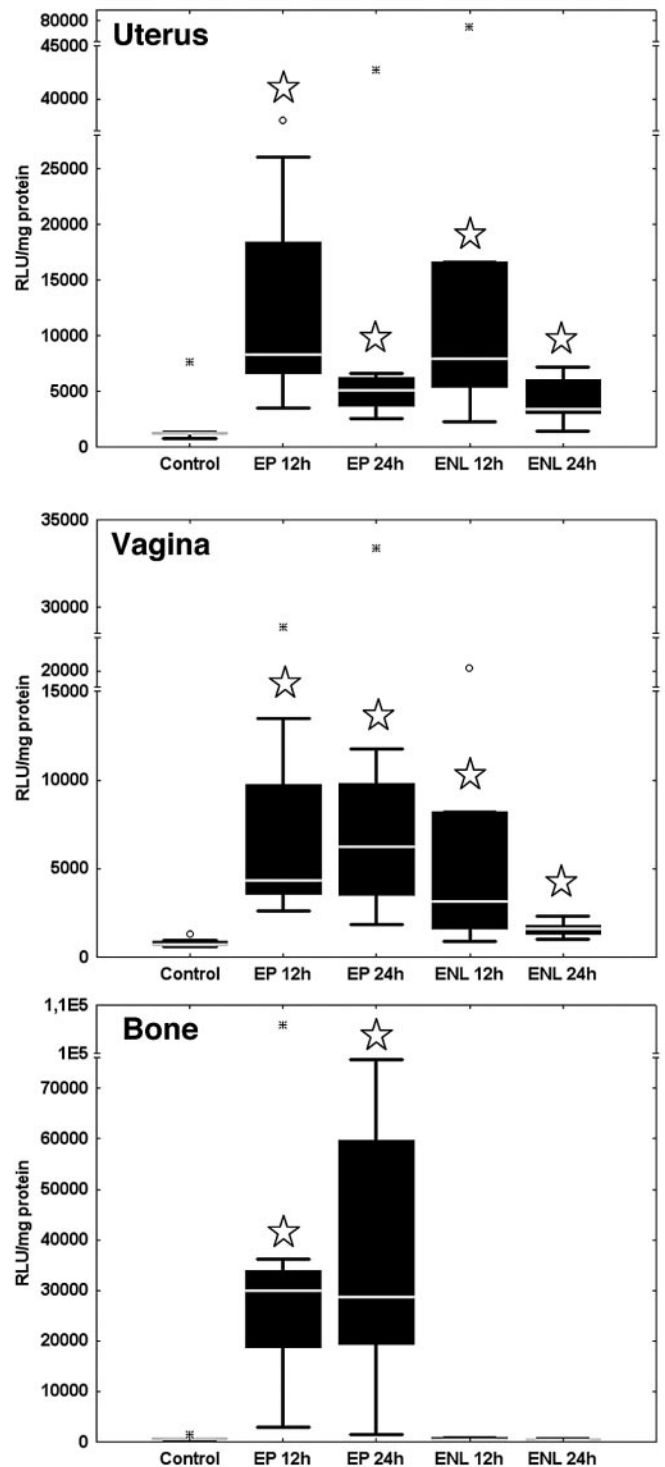 Uterus
80000
45000
40000
25000
20000
15000
10000
5000
0
RLU/mg protein
Control EP 12h EP 24h ENL 12h ENL 24h
Vagina
35000
30000
20000
15000
10000
5000
0
RLU/mg protein
Control EP 12h EP 24h ENL 12h ENL 24h
Bone
1,1E5
1E5
70000
60000
50000
40000
30000
20000
10000
0
RLU/mg protein
Control EP 12h EP 24h ENL 12h ENL 24h